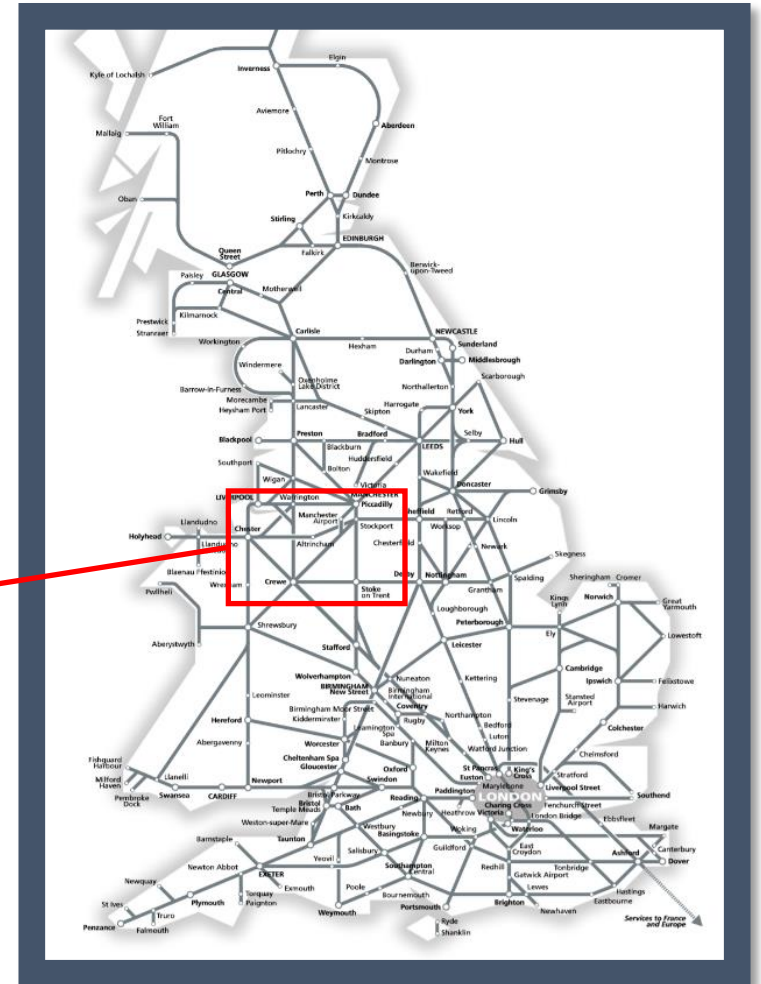 Elgin
Inverness
Kyle of Lochalsh
Aviemore
Fort
William
Aberdeen
Mallaig
Pitlochry
Montrose
Perth
Dundee
Oban
Kirkcaldy
Stirling
EDINBURGH
Queen
Street
Falkirk
Berwick-
upon-Tweed
Paisley
GLASGOW
Central
Motherwell
Kilmarnock
Prestwick
Stranraer
Carlisle
NEWCASTLE
Workington
Hexham
Sunderland
Durham
Darlington
Middlesbrough
Windermere
Scarborough
Oxenholme
Lake District
Northallerton
Barrow-in-Furness
Morecambe
Heysham Port
Lancaster
Harrogate
York
Skipton
Blackpool
Preston
Bradford
Selby
Hull
Blackburn
LEEDS
Southport
Huddersfield
Bolton
Wakefield
Wigan
Victoria
Doncaster
Grimsby
LIVERPOOL
Warrington
MANCHESTER
Piccadilly
Manchester
Airport
Stockport
Sheffield
Retford
Lincoln
Worksop
Llandudno
Holyhead
Chester
Llandudno
Altrincham
Chesterfield
Newark
Skegness
Blaenau Ffestiniog
Wrexham
Crewe
Stoke
on Trent
Derby
Nottingham
Grantham
Spalding
Sheringham
Cromer
Pwllheli
Kings
Lynn
Norwich
Great
Yarmouth
Loughborough
Shrewsbury
Peterborough
Ely
Lowestoft
Aberystwyth
Stafford
Leicester
Wolverhampton
BIRMINGHAM
New Street
Nuneaton
Birmingham
International
Kettering
Cambridge
Ipswich
Felixstowe
Leominster
Birmingham Moor Street
Coventry
Stevenage
Stansted
Airport
Harwich
Kidderminster
Rugby
Northampton
Hereford
Leamington
Spa
Bedford
Colchester
Abergavenny
Worcester
Banbury
Milton
Keynes
Luton
Watford Junction
Chelmsford
Fishguard
Harbour
Cheltenham Spa
Gloucester
Oxford
St Pancras
Euston
King's
Cross
Stratford
Milford
Haven
Llanelli
Newport
Swindon
Paddington
Marylebone
Liverpool Street
Pembroke
Dock
Swansea
CARDIFF
Bristol Parkway
Reading
LONDON
Southend
Bristol
Temple Meads
Bath
Newbury
Heathrow
Victoria
Charing Cross
Fenchurch Street
London Bridge
Ebbsfleet
Weston-super-Mare
Westbury
Basingstoke
Woking
Waterloo
Margate
Barnstaple
Taunton
Salisbury
Guildford
East
Croydon
Canterbury
Newton Abbot
Yeovil
Southampton
Central
Redhill
Tonbridge
Ashford
Dover
Gatwick Airport
Newquay
EXETER
Exmouth
Poole
Lewes
Hastings
St Ives
Plymouth
Torquay
Paignton
Bournemouth
Eastbourne
Truro
Weymouth
Portsmouth
Brighton
Newhaven
Penzance
Falmouth
Ryde
Shanklin
Services to France
and Europe